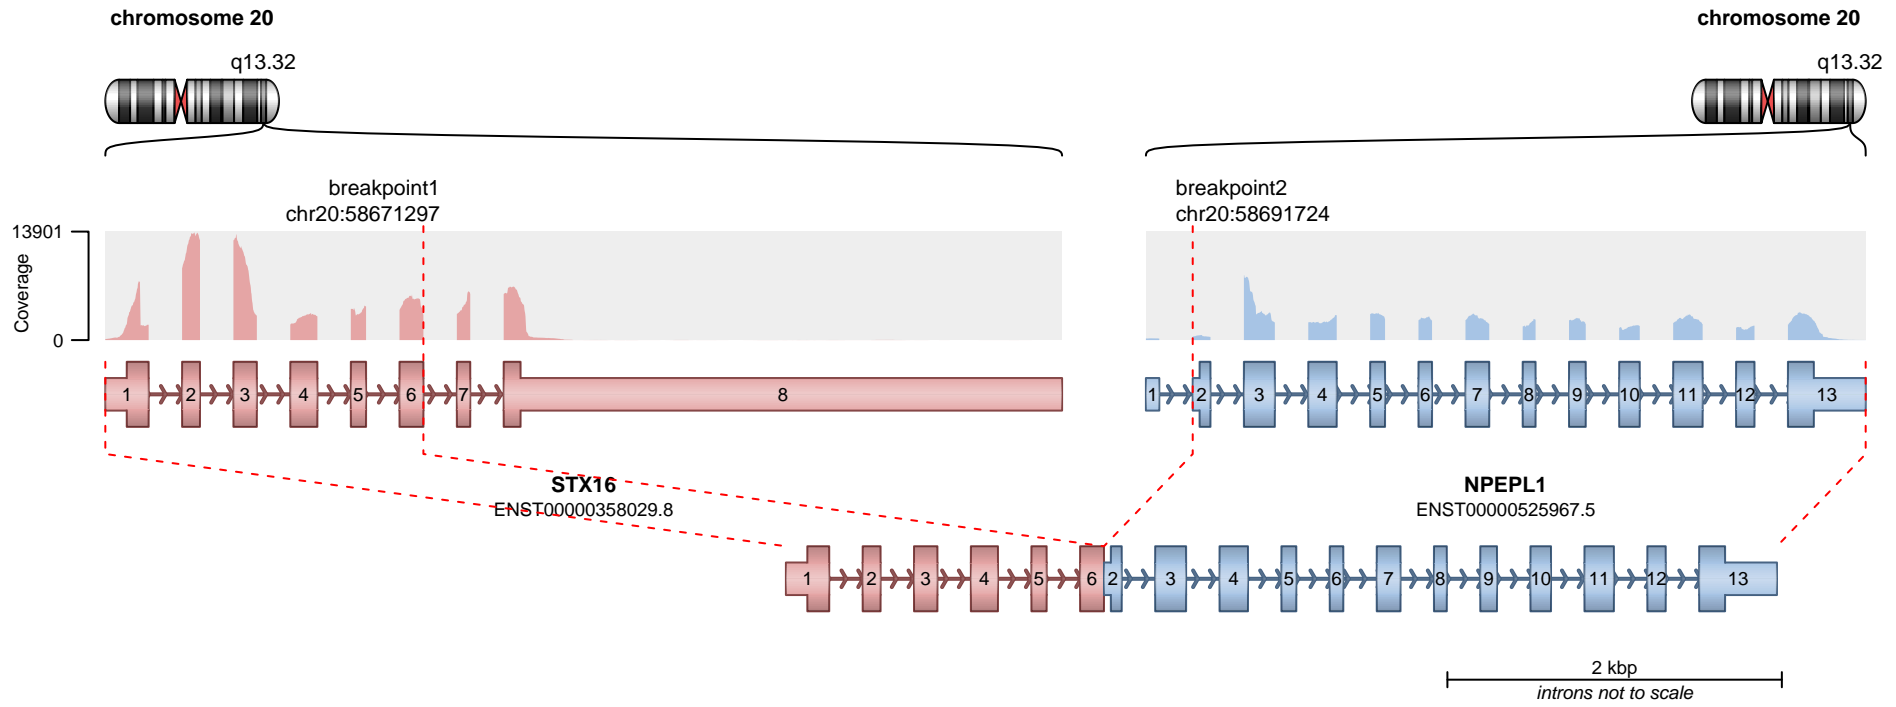 chromosome 20
chromosome 20
q13.32
q13.32
breakpoint1
chr20:58671297
breakpoint2
chr20:58691724
13901
Coverage
0
1 2 3 4 5 6 7 8
1 2 3 4 5 6 7 8 9 10 11 12 13
STX16
ENST00000358029.8
NPEPL1
ENST00000525967.5
1 2 3 4 5 6 2 3 4 5 6 7 8 9 10 11 12 13
2 kbp
introns not to scale